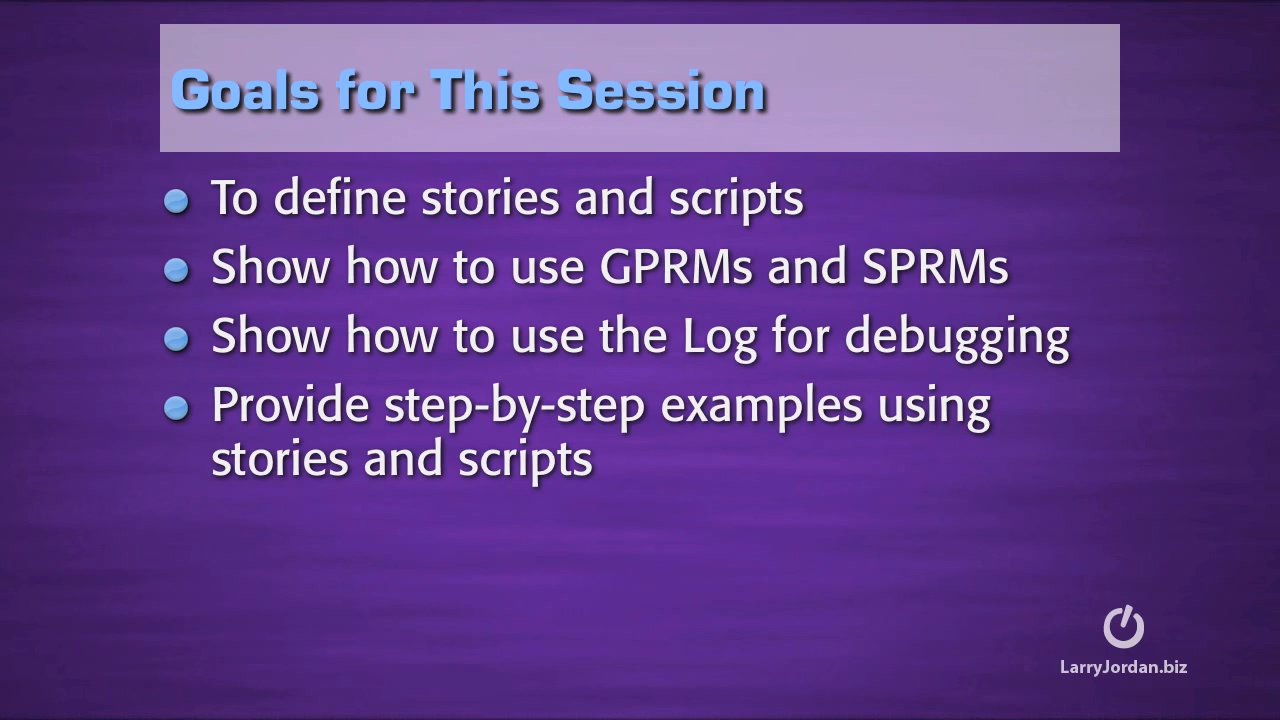 Goals for This Session
To define stories and scripts
Show how to use GPRMs and SPRMs
Show how to use the Log for debugging
Provide step-by-step examples using
stories and scripts
LarryJordan.biz